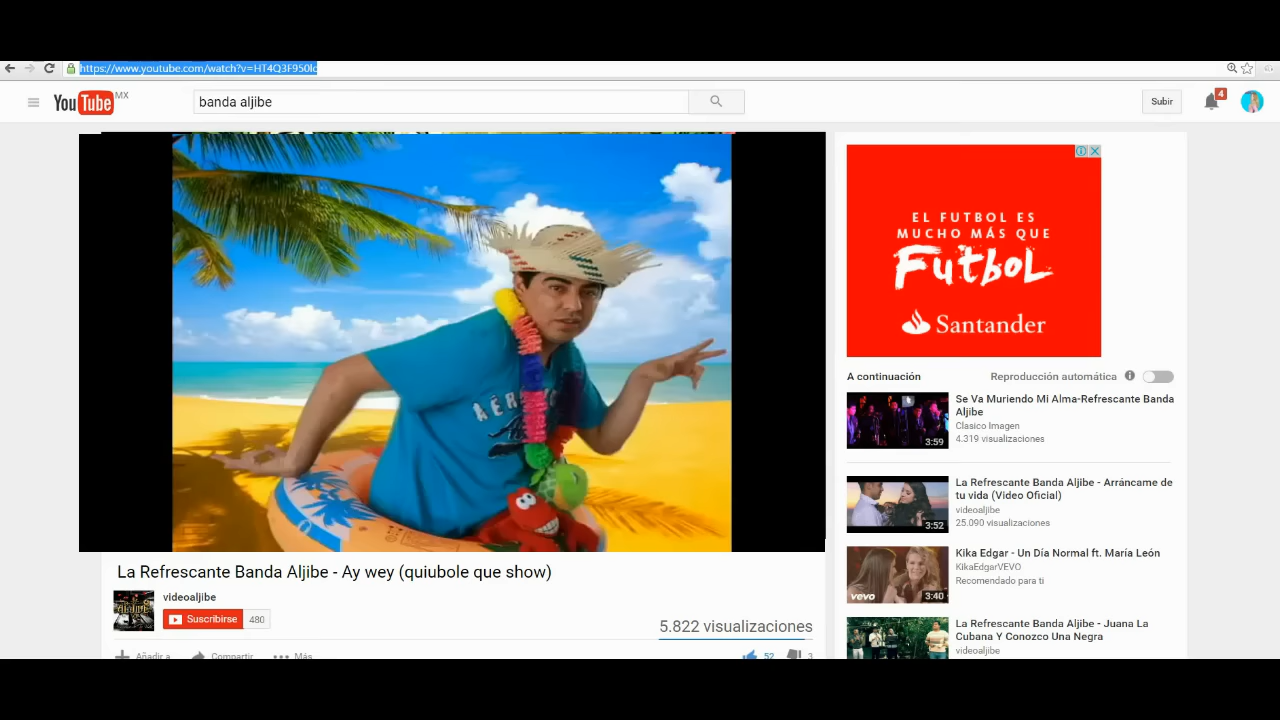 https://www.youtube.com/watch?v=HT4Q3F950lc
YouTube MX
banda aljibe
Subir
4
AÉRO
EL FUTBOL ES
MUCHO MÁS QUE
FutboL
Santander
A continuación
Reproducción automática
Se Va Muriendo Mi Alma-Refrescante Banda
Aljibe
Clasico Imagen
4.319 visualizaciones
3:59
La Refrescante Banda Aljibe - Arráncame de
tu vida (Video Oficial)
videoaljibe
25.090 visualizaciones
3:52
Kika Edgar - Un Día Normal ft. María León
KikaEdgarVEVO
Recomendado para ti
vevo
3:40
La Refrescante Banda Aljibe - Juana La
Cubana Y Conozco Una Negra
videoaljibe
La Refrescante Banda Aljibe - Ay wey (quiubole que show)
videoaljibe
Suscribirse
480
5.822 visualizaciones
Añadir a
Compartir
Más
52
3